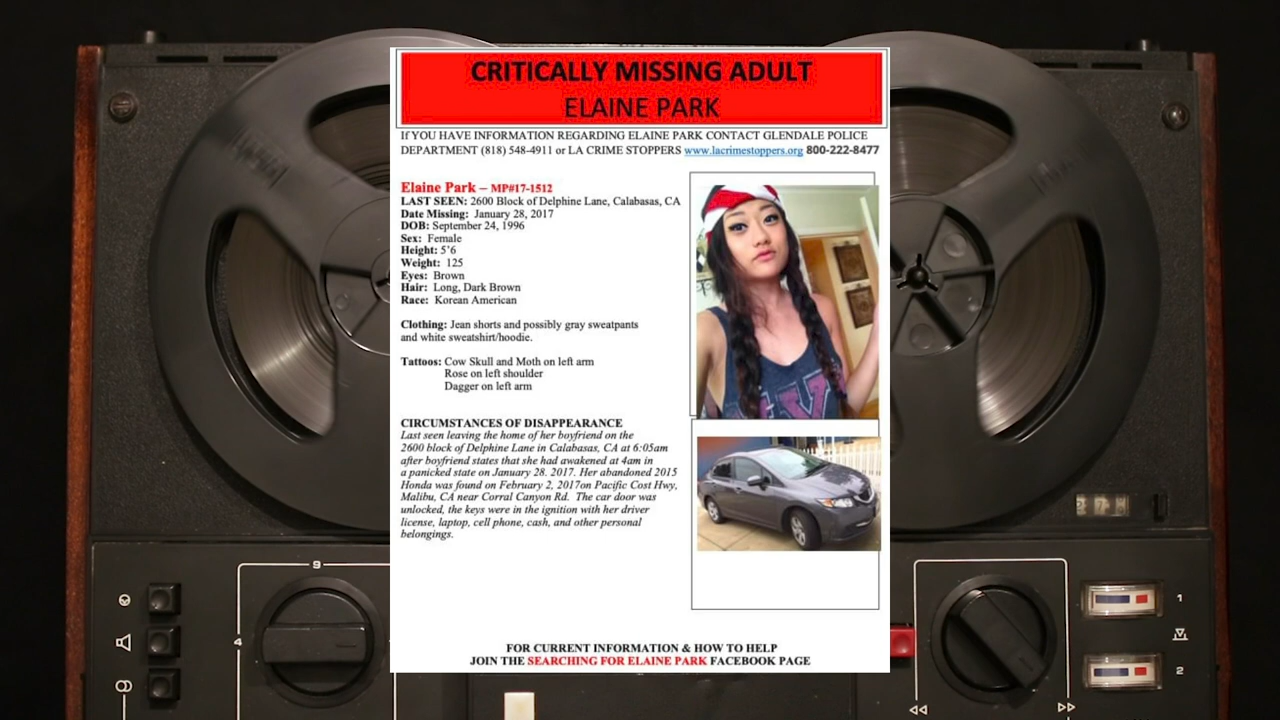 CRITICALLY MISSING ADULT
ELAINE PARK
If YOU HAVE INFORMATION REGARDING ELAINE PARK CONTACT GLENDALE POLICE
DEPARTMENT (818) 548-4911 or LA CRIME STOPPERS www.lacrimestoppers.org 800-222-8477
Elaine Park – MP#17-1512
LAST SEEN: 2600 Block of Delphine Lane, Calabasas, CA
Date Missing: January 28, 2017
DOB: September 24, 1996
Sex: Female
Height: 5'6
Weight: 125
Eyes: Brown
Hair: Long, Dark Brown
Race: Korean American
Clothing: Jean shorts and possibly gray sweatpants
and white sweatshirt/hoodie.
Tattoos: Cow Skull and Moth on left arm
Rose on left shoulder
Dagger on left arm
CIRCUMSTANCES OF DISAPPEARANCE
Last seen leaving the home of her boyfriend on the
2600 block of Delphine Lane in Calabasas, CA at 6:05am
after boyfriend states that she had awakened at 4am in
a panicked state on January 28. 2017. Her abandoned 2015
Honda was found on February 2, 2017on Pacific Cost Hwy,
Malibu, CA near Corral Canyon Rd. The car door was
unlocked, the keys were in the ignition with her driver
license, laptop, cell phone, cash, and other personal
belongings.
FOR CURRENT INFORMATION & HOW TO HELP
JOIN THE SEARCHING FOR ELAINE PARK FACEBOOK PAGE
9
4
1
2